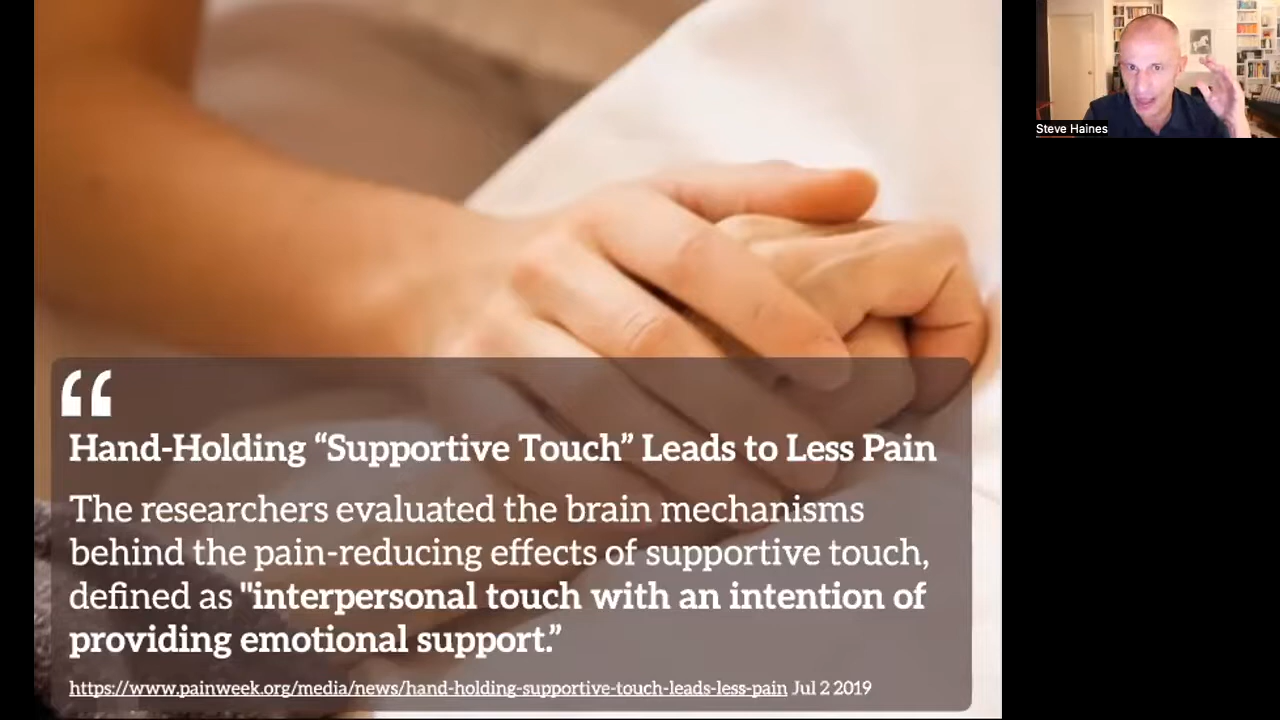 Steve Haines
“
Hand-Holding “Supportive Touch” Leads to Less Pain
The researchers evaluated the brain mechanisms
behind the pain-reducing effects of supportive touch,
defined as "interpersonal touch with an intention of
providing emotional support.”
https://www.painweek.org/media/news/hand-holding-supportive-touch-leads-less-pain Jul 2 2019